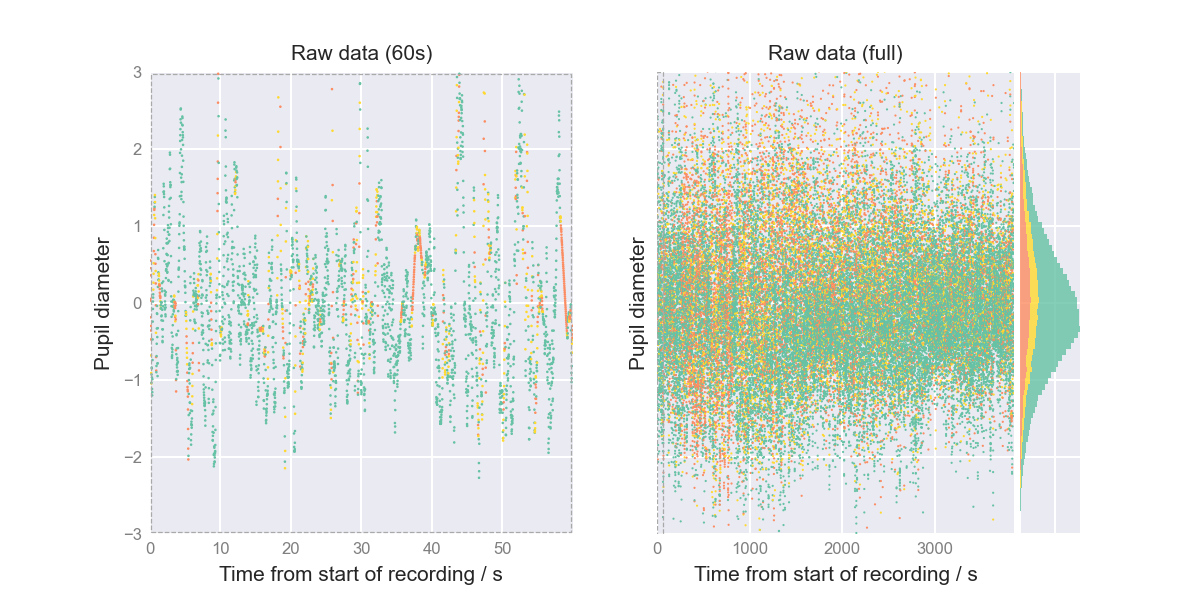 Raw data (60s)
Raw data (full)
Pupil diameter
3
2
1
0
−1
−2
−3
0 10 20 30 40 50
Time from start of recording / s
Pupil diameter
0 1000 2000 3000
Time from start of recording / s